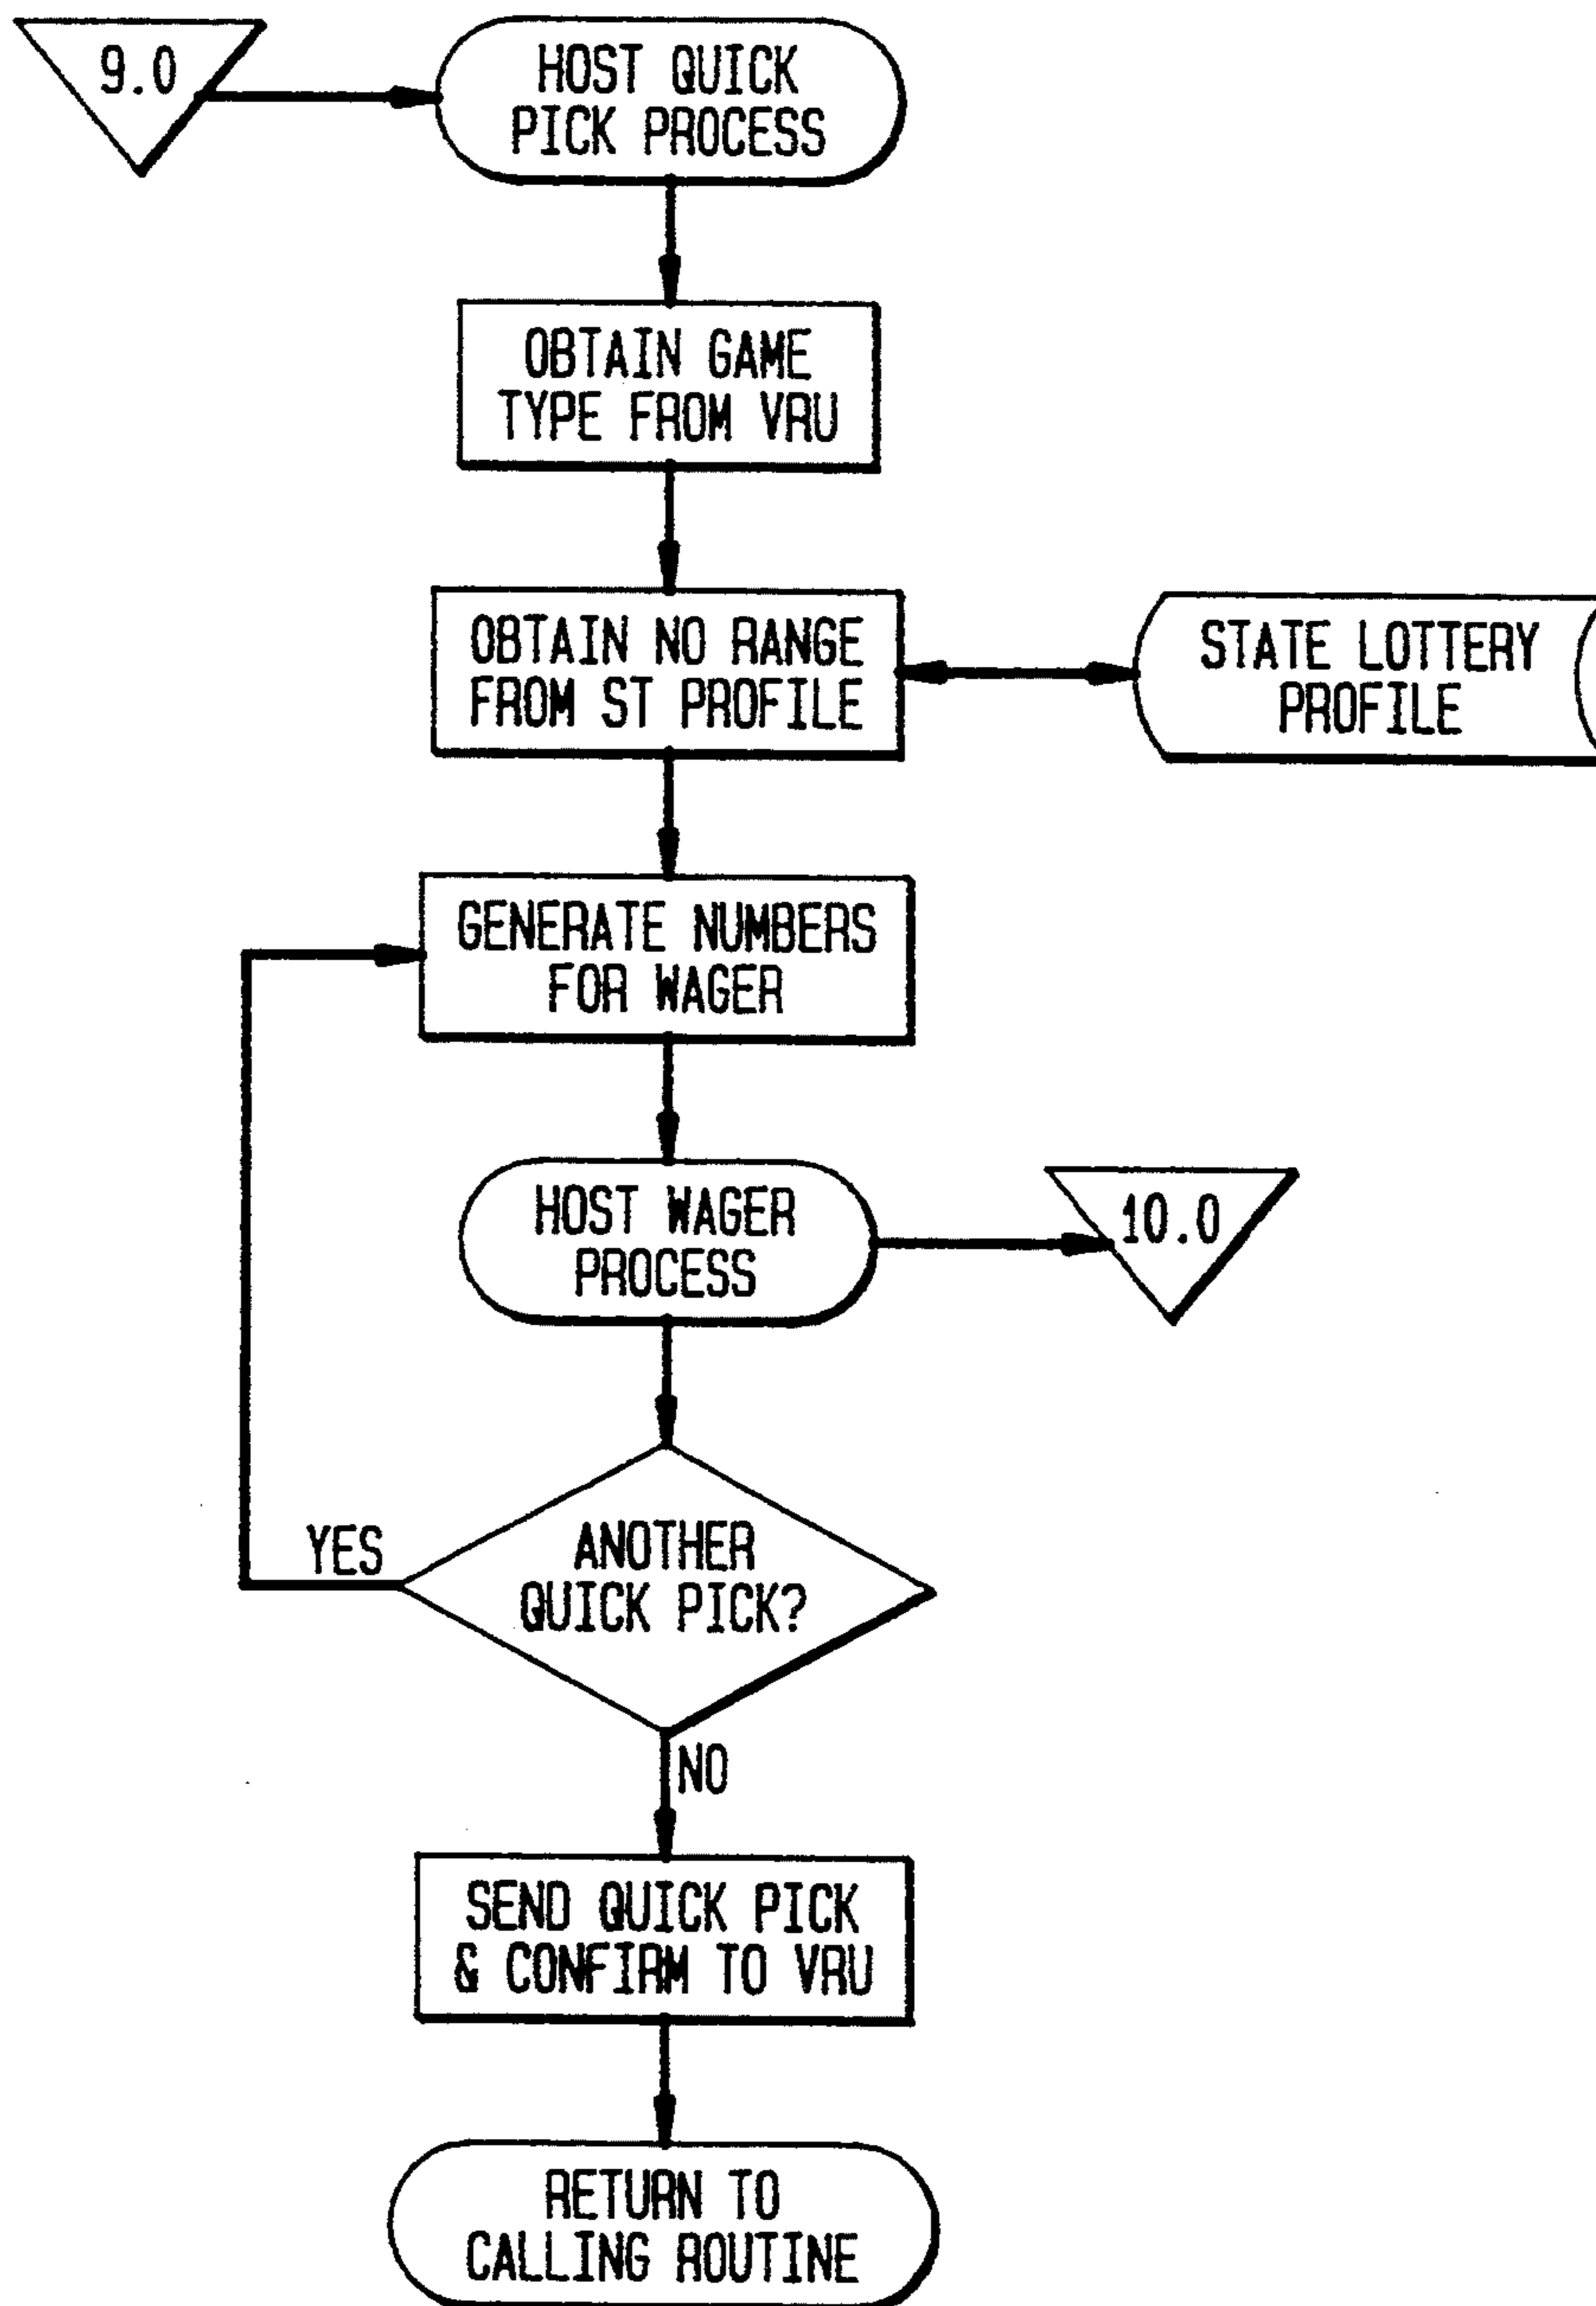 9.0
HOST QUICK
PICK PROCESS
OBTAIN GAME
TYPE FROM VRU
OBTAIN NO RANGE
FROM ST PROFILE
STATE LOTTERY
PROFILE
GENERATE NUMBERS
FOR WAGER
HOST WAGER
PROCESS
10.0
YES
ANOTHER
QUICK PICK?
NO
SEND QUICK PICK
& CONFIRM TO VRU
RETURN TO
CALLING ROUTINE